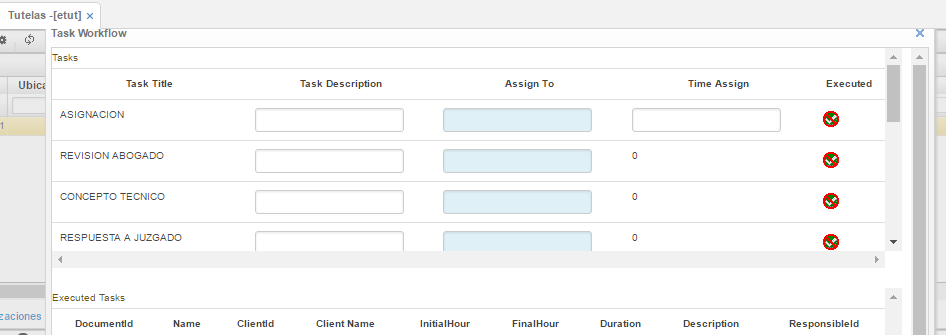 Tutelas -[etut] ×
Task Workflow ×
Ubica
1
Tasks
Task Title Task Description Assign To Time Assign Executed
ASIGNACION
REVISION ABOGADO 0
CONCEPTO TECNICO 0
RESPUESTA A JUZGADO 0
Executed Tasks
zaciones
DocumentId Name ClientId Client Name InitialHour FinalHour Duration Description ResponsibleId